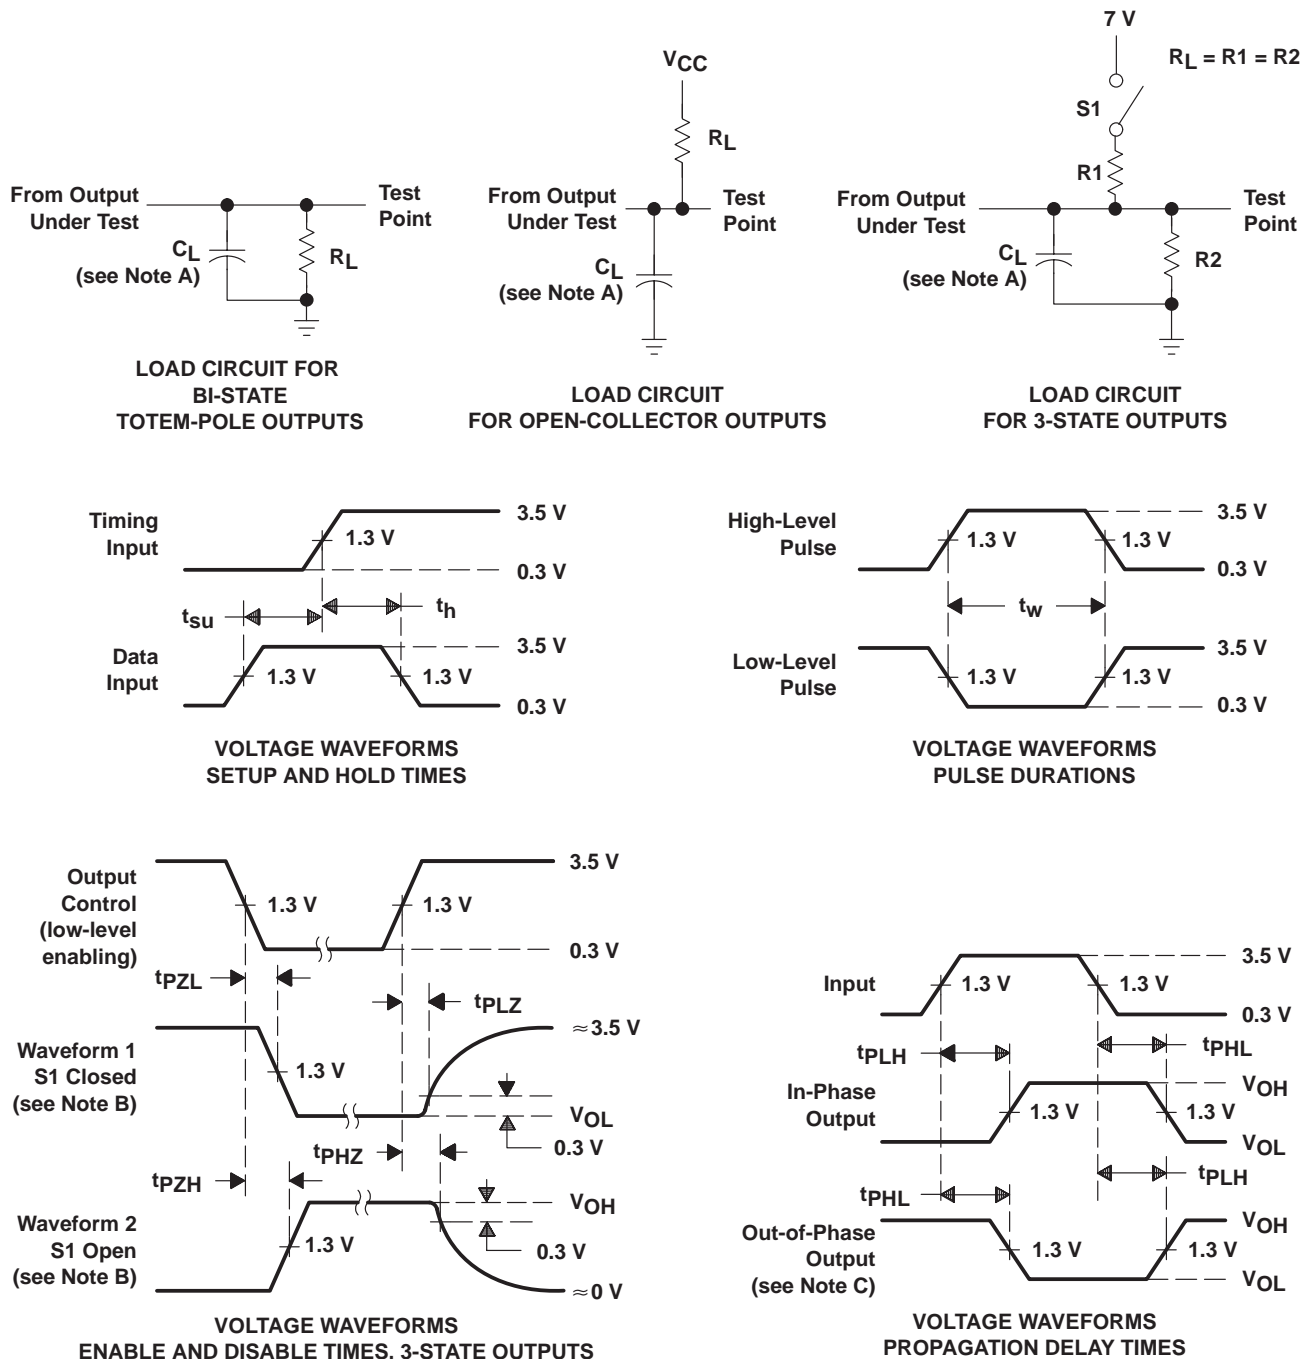 From Output
Under Test
Test
Point
CL
(see Note A)
RL
LOAD CIRCUIT FOR
BI-STATE
TOTEM-POLE OUTPUTS
VCC
RL
From Output
Under Test
Test
Point
CL
(see Note A)
LOAD CIRCUIT
FOR OPEN-COLLECTOR OUTPUTS
7 V
RL = R1 = R2
S1
R1
From Output
Under Test
Test
Point
CL
(see Note A)
R2
LOAD CIRCUIT
FOR 3-STATE OUTPUTS
Timing
Input
1.3 V
3.5 V
0.3 V
tsu
th
Data
Input
1.3 V
1.3 V
3.5 V
0.3 V
VOLTAGE WAVEFORMS
SETUP AND HOLD TIMES
High-Level
Pulse
1.3 V
1.3 V
3.5 V
0.3 V
tw
Low-Level
Pulse
1.3 V
1.3 V
3.5 V
0.3 V
VOLTAGE WAVEFORMS
PULSE DURATIONS
Output
Control
(low-level
enabling)
1.3 V
1.3 V
3.5 V
0.3 V
tPZL
tPLZ
Waveform 1
S1 Closed
(see Note B)
1.3 V
≈3.5 V
VOL
0.3 V
tPHZ
tPZH
Waveform 2
S1 Open
(see Note B)
1.3 V
VOH
0.3 V
≈0 V
VOLTAGE WAVEFORMS
ENABLE AND DISABLE TIMES, 3-STATE OUTPUTS
Input
1.3 V
1.3 V
3.5 V
0.3 V
tPLH
tPHL
In-Phase
Output
1.3 V
1.3 V
VOH
VOL
tPHL
tPLH
Out-of-Phase
Output
(see Note C)
1.3 V
1.3 V
VOH
VOL
VOLTAGE WAVEFORMS
PROPAGATION DELAY TIMES